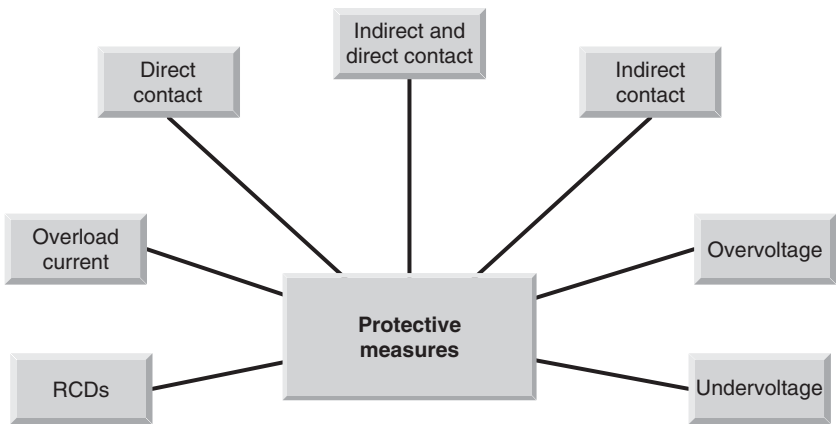 Indirect and
direct contact
Direct
contact
Indirect
contact
Overload
current
Overvoltage
Protective
measures
RCDs
Undervoltage